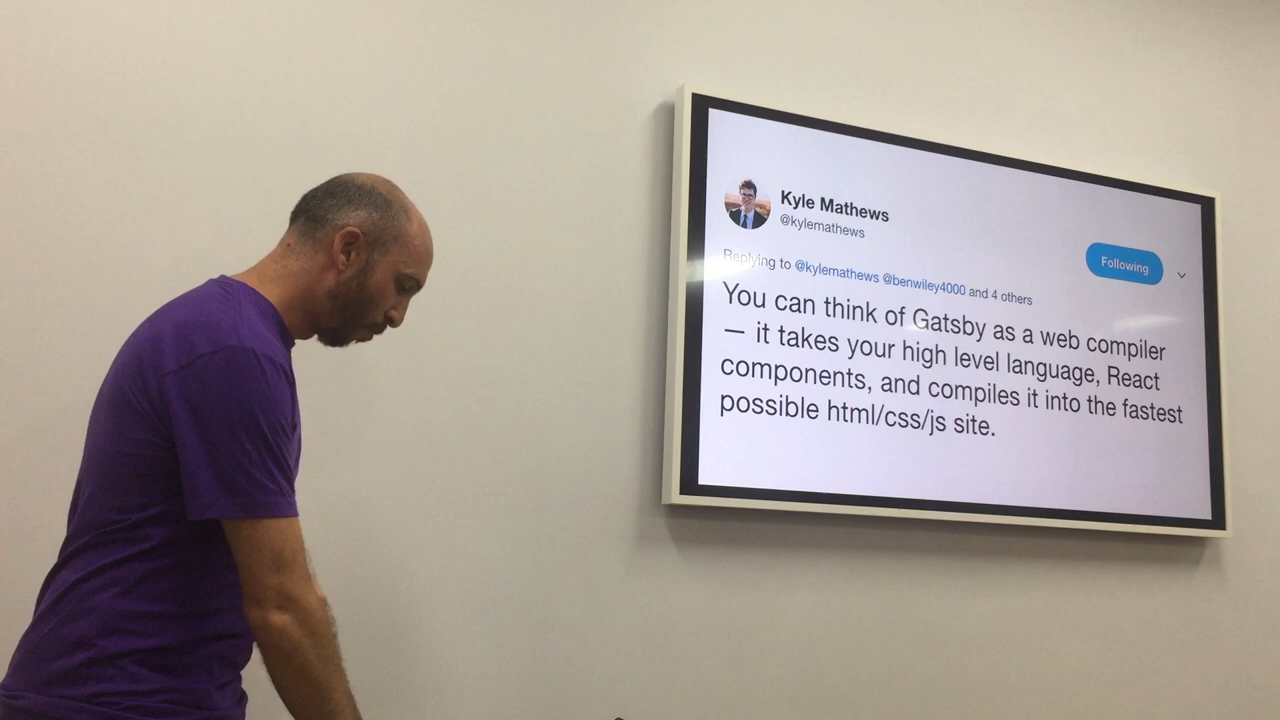 Kyle Mathews
@kylemathews
Following
Replying to @kylemathews @benwiley4000 and 4 others
You can think of Gatsby as a web compiler
— it takes your high level language, React
components, and compiles it into the fastest
possible html/css/js site.